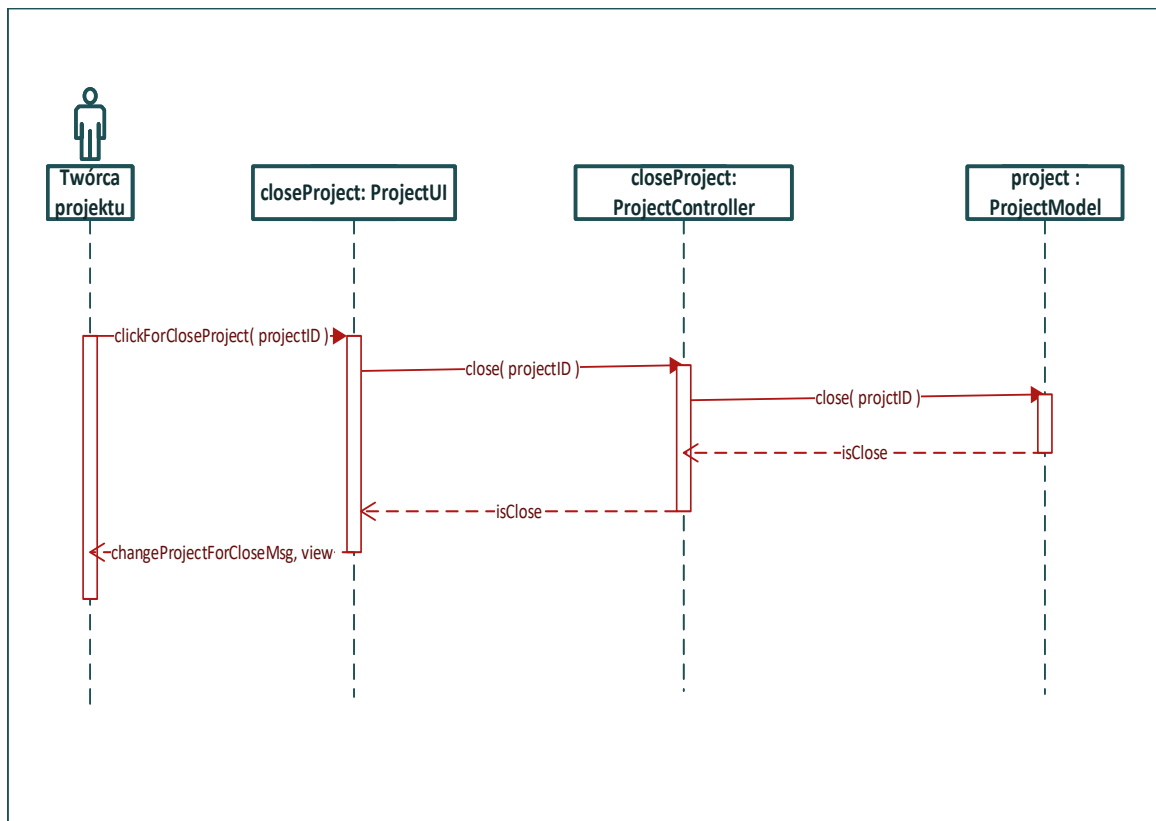 Twórca
projektu
closeProject: ProjectUI
closeProject:
ProjectController
project :
ProjectModel
clickForCloseProject( projectID )
close( projectID )
close( projctID )
isClose
isClose
changeProjectForCloseMsg, view